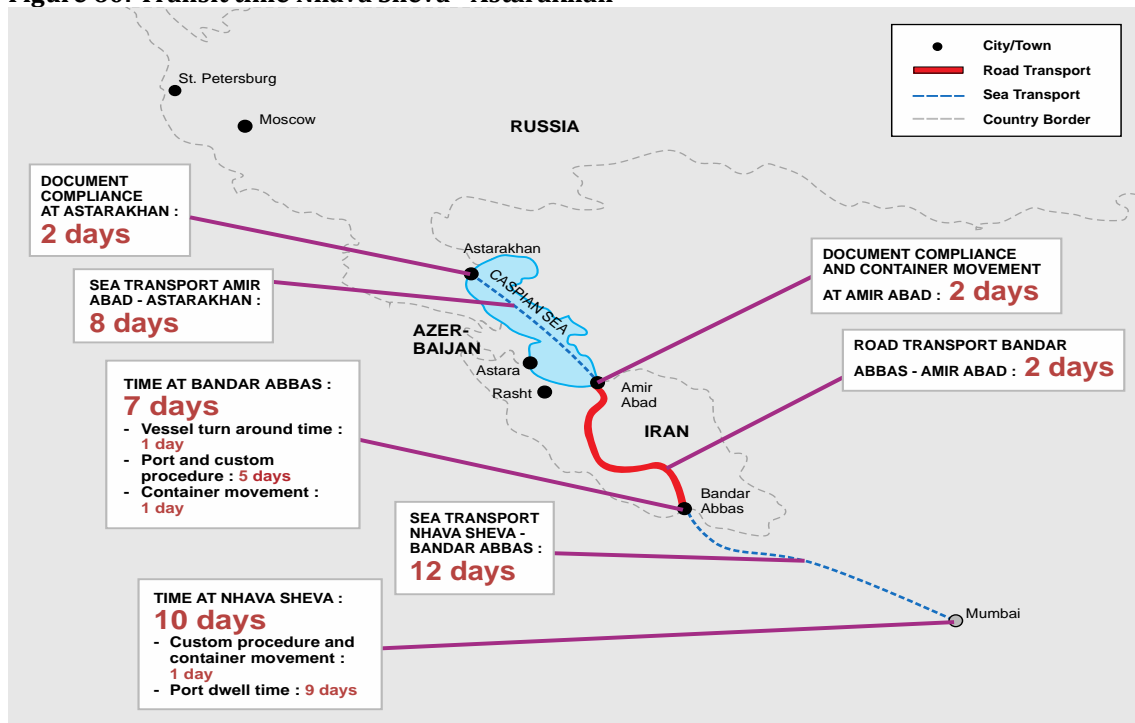 Figure 66: Transit time Nhava Sheva - Astarakhan
City/Town
Road Transport
Sea Transport
Country Border
St. Petersburg
Moscow
RUSSIA
DOCUMENT
COMPLIANCE
AT ASTARAKHAN :
2 days
Astarakhan
CASPIAN SEA
DOCUMENT COMPLIANCE
AND CONTAINER MOVEMENT
AT AMIR ABAD : 2 days
SEA TRANSPORT AMIR
ABAD - ASTARAKHAN :
8 days
AZER-
BAIJAN
Astara
Rasht
Amir
Abad
ROAD TRANSPORT BANDAR
ABBAS - AMIR ABAD : 2 days
TIME AT BANDAR ABBAS :
7 days
- Vessel turn around time :
1 day
- Port and custom
procedure : 5 days
- Container movement :
1 day
IRAN
Bandar
Abbas
SEA TRANSPORT
NHAVA SHEVA -
BANDAR ABBAS :
12 days
TIME AT NHAVA SHEVA :
10 days
- Custom procedure and
container movement :
1 day
- Port dwell time : 9 days
Mumbai